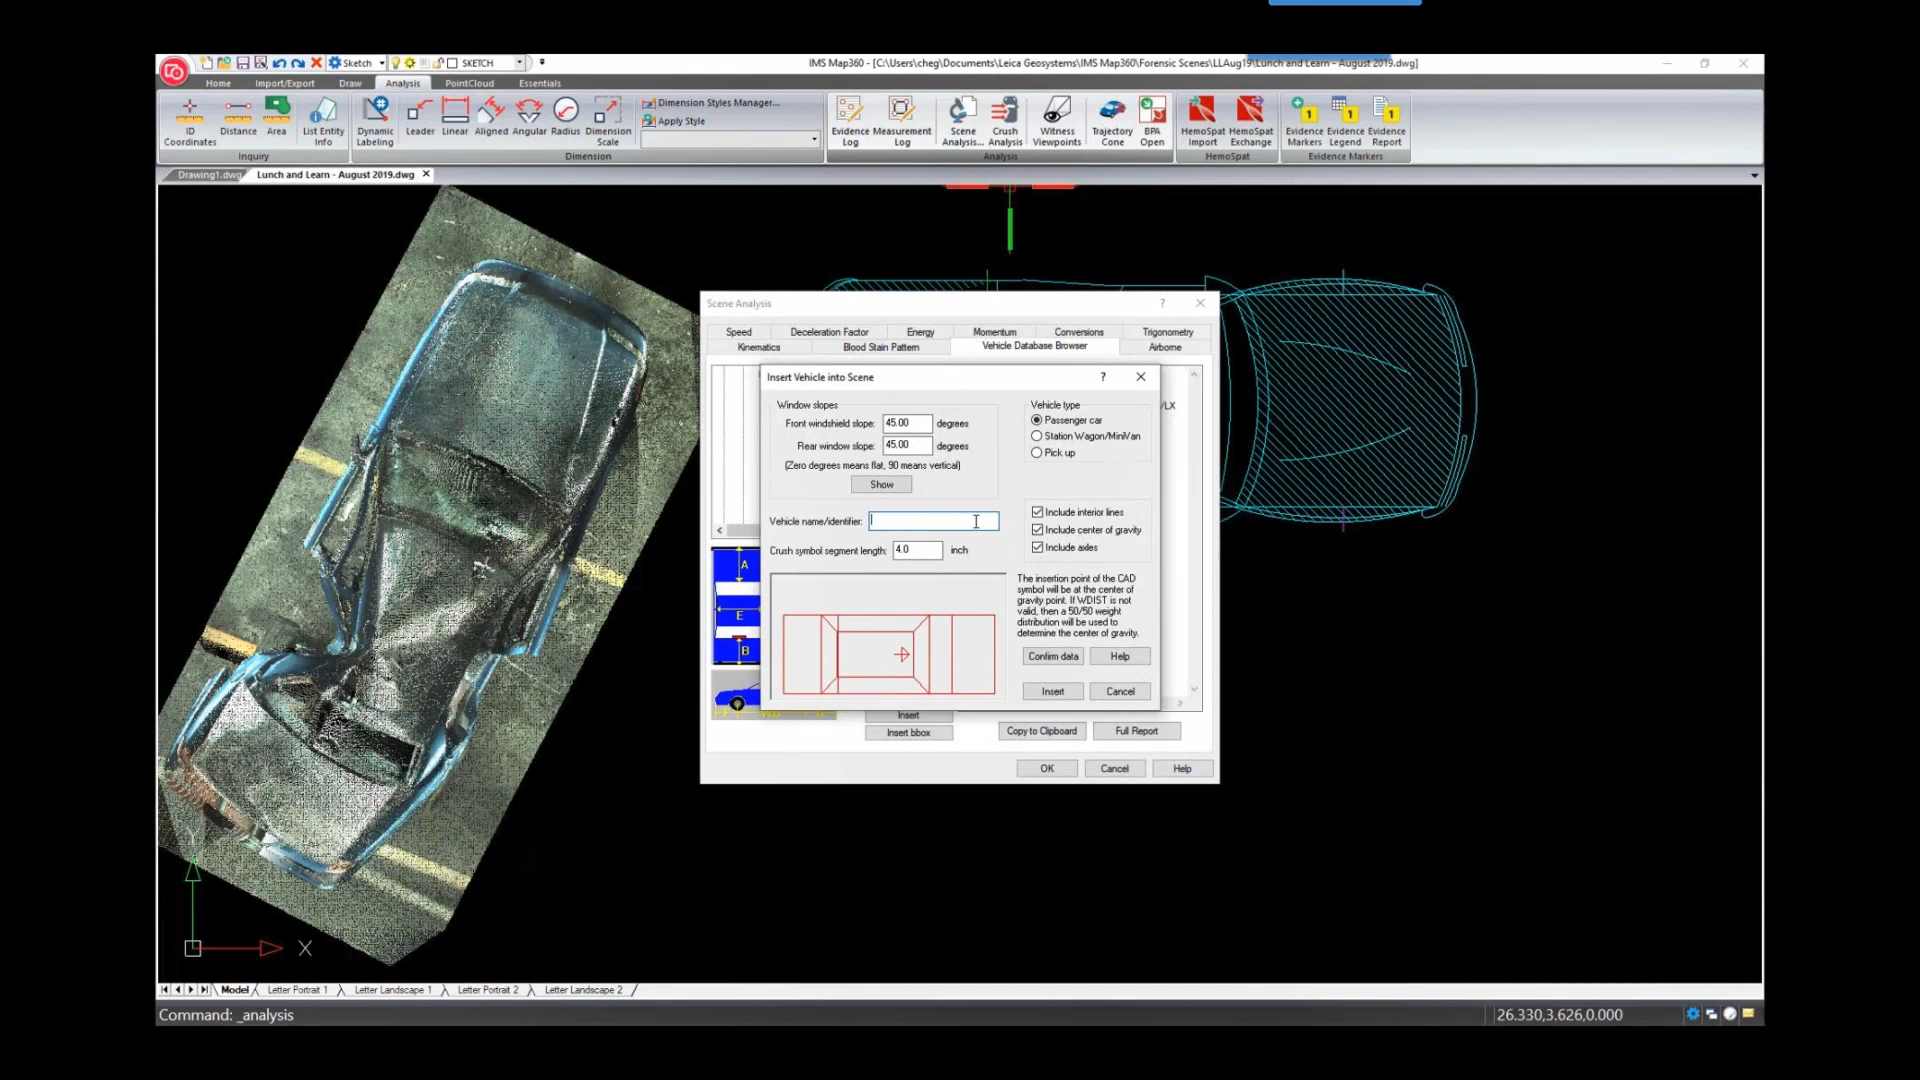 Sketch
SKETCH
IMS Map360 - [C:\Users\cheg\Documents\Leica Geosystems\IMS Map360\Forensic Scenes\LLAug19\Lunch and Learn - August 2019.dwg]
Home Import/Export Draw Analysis PointCloud Essentials
ID Coordinates
Distance
Area
List Entity Info
Dynamic Labeling
Leader
Linear
Aligned
Angular
Radius
Dimension Scale
Dimension Styles Manager...
Apply Style
Evidence Log
Measurement Log
Scene Analysis...
Crush Analysis
Witness Viewpoints
Trajectory Cone
BPA Open
HemoSpat Import
HemoSpat Exchange
1
Evidence Markers
1
Evidence Legend
1
Evidence Report
Inquiry
Dimension
Analysis
HemoSpat
Evidence Markers
Drawing1.dwg
Lunch and Learn - August 2019.dwg
Scene Analysis
Speed Deceleration Factor Energy Momentum Conversions Trigonometry
Kinematics Blood Stain Pattern Vehicle Database Browser Airborne
/LX
Insert Vehicle into Scene
Window slopes
Front windshield slope: 45.00 degrees
Rear window slope: 45.00 degrees
(Zero degrees means flat, 90 means vertical)
Show
Vehicle type
Passenger car
Station Wagon/MiniVan
Pick up
Vehicle name/identifier:
Crush symbol segment length: 4.0 inch
Include interior lines
Include center of gravity
Include axles
The insertion point of the CAD
symbol will be at the center of
gravity point. If WDIST is not
valid, then a 50/50 weight
distribution will be used to
determine the center of gravity.
Confirm data Help
Insert Cancel
A
E
B
Insert
Insert bbox
Copy to Clipboard Full Report
OK Cancel Help
Y
X
Model Letter Portrait 1 Letter Landscape 1 Letter Portrait 2 Letter Landscape 2
Command: _analysis
26.330,3.626,0.000